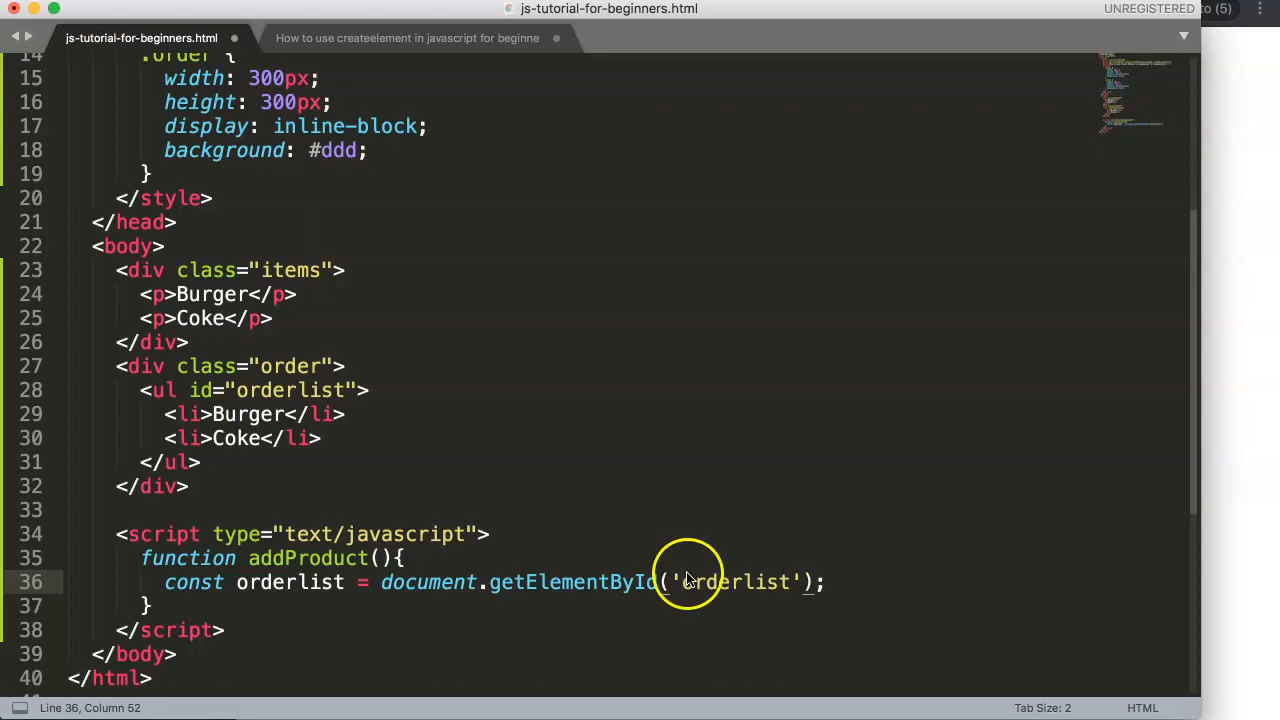 js-tutorial-for-beginners.html
UNREGISTERED
to (5)
js-tutorial-for-beginners.html
How to use createelement in javascript for beginne
14 .order {
15 width: 300px;
16 height: 300px;
17 display: inline-block;
18 background: #ddd;
19 }
20 </style>
21 </head>
22 <body>
23 <div class="items">
24 <p>Burger</p>
25 <p>Coke</p>
26 </div>
27 <div class="order">
28 <ul id="orderlist">
29 <li>Burger</li>
30 <li>Coke</li>
31 </ul>
32 </div>
33
34 <script type="text/javascript">
35 function addProduct(){
36 const orderlist = document.getElementById('orderlist');
37 }
38 </script>
39 </body>
40 </html>
Line 36, Column 52
Tab Size: 2
HTML